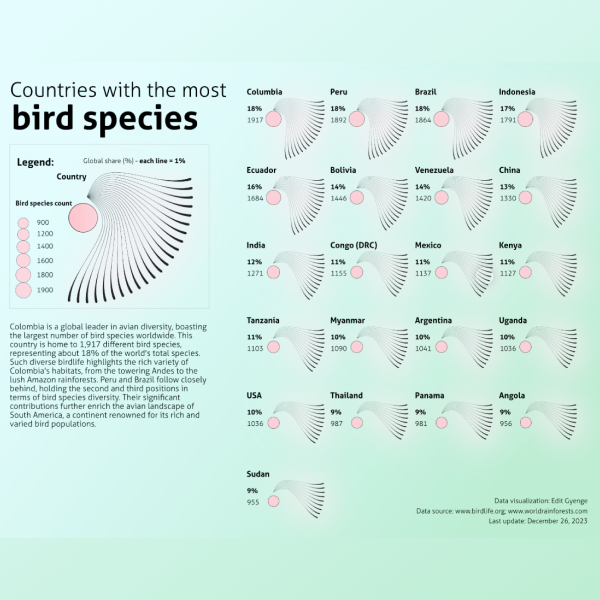 Countries with the most
bird species
Legend:
Global share (%) - each line = 1%
Country
Bird species count
900
1200
1400
1600
1800
1900
Colombia is a global leader in avian diversity, boasting
the largest number of bird species worldwide. This
country is home to 1,917 different bird species,
representing about 18% of the world's total species.
Such diverse birdlife highlights the rich variety of
Colombia's habitats, from the towering Andes to the
lush Amazon rainforests. Peru and Brazil follow closely
behind, holding the second and third positions in
terms of bird species diversity. Their significant
contributions further enrich the avian landscape of
South America, a continent renowned for its rich and
varied bird populations.
Columbia
18%
1917
Peru
18%
1892
Brazil
18%
1864
Indonesia
17%
1791
Ecuador
16%
1684
Bolivia
14%
1446
Venezuela
14%
1420
China
13%
1330
India
12%
1271
Congo (DRC)
11%
1155
Mexico
11%
1137
Kenya
11%
1127
Tanzania
11%
1103
Myanmar
10%
1090
Argentina
10%
1041
Uganda
10%
1036
USA
10%
1036
Thailand
9%
987
Panama
9%
981
Angola
9%
956
Sudan
9%
955
Data visualization: Edit Gyenge
Data source: www.birdlife.org; www.worldrainforests.com
Last update: December 26, 2023